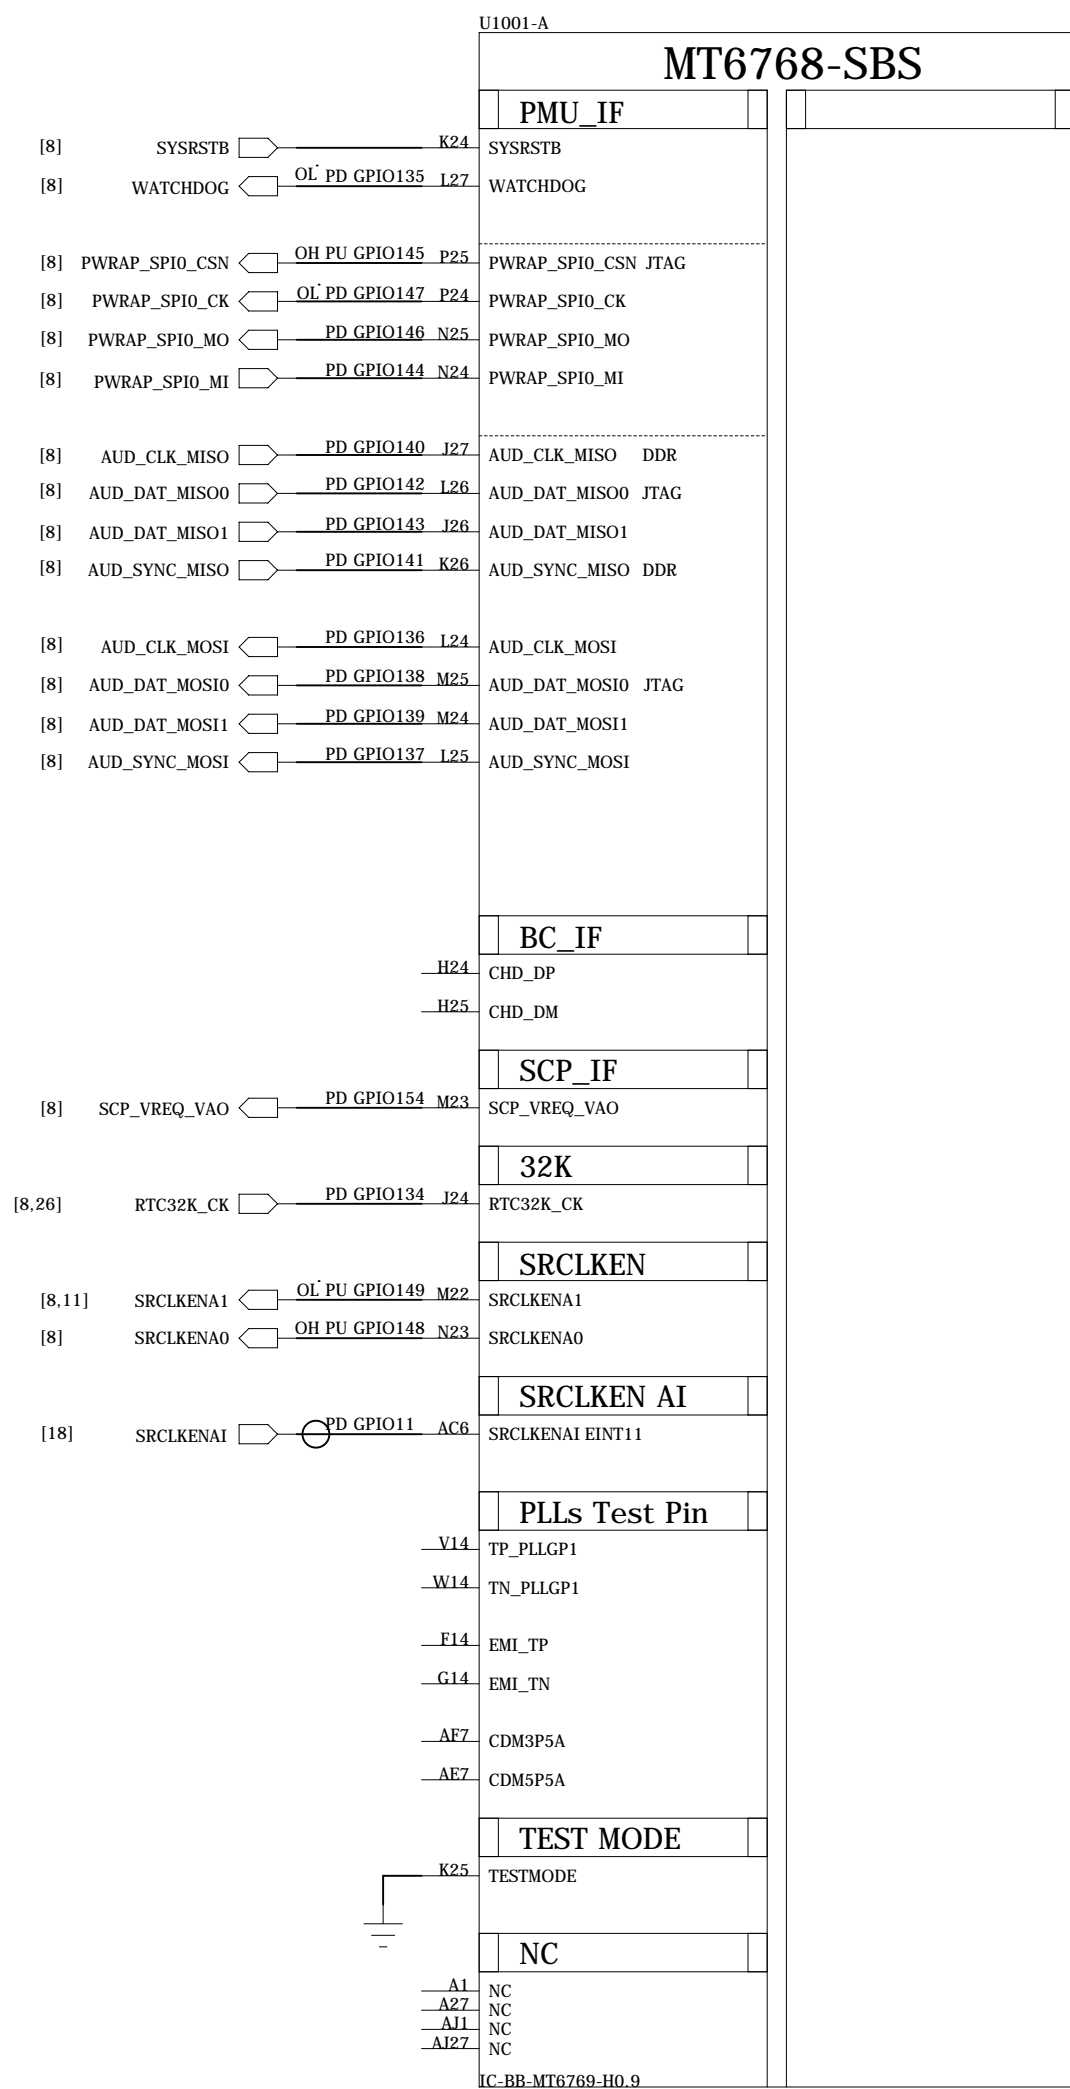 U1001-A
MT6768-SBS
PMU_IF
[8] SYSRSTB K24 SYSRSTB
[8] WATCHDOG OL PD GPIO135 L27 WATCHDOG
[8] PWRAP_SPI0_CSN OH PU GPIO145 P25 PWRAP_SPI0_CSN JTAG
[8] PWRAP_SPI0_CK OL PD GPIO147 P24 PWRAP_SPI0_CK
[8] PWRAP_SPI0_MO PD GPIO146 N25 PWRAP_SPI0_MO
[8] PWRAP_SPI0_MI PD GPIO144 N24 PWRAP_SPI0_MI
[8] AUD_CLK_MISO PD GPIO140 J27 AUD_CLK_MISO DDR
[8] AUD_DAT_MISO0 PD GPIO142 L26 AUD_DAT_MISO0 JTAG
[8] AUD_DAT_MISO1 PD GPIO143 J26 AUD_DAT_MISO1
[8] AUD_SYNC_MISO PD GPIO141 K26 AUD_SYNC_MISO DDR
[8] AUD_CLK_MOSI PD GPIO136 L24 AUD_CLK_MOSI
[8] AUD_DAT_MOSI0 PD GPIO138 M25 AUD_DAT_MOSI0 JTAG
[8] AUD_DAT_MOSI1 PD GPIO139 M24 AUD_DAT_MOSI1
[8] AUD_SYNC_MOSI PD GPIO137 L25 AUD_SYNC_MOSI
BC_IF
H24 CHD_DP
H25 CHD_DM
SCP_IF
[8] SCP_VREQ_VAO PD GPIO154 M23 SCP_VREQ_VAO
32K
[8,26] RTC32K_CK PD GPIO134 J24 RTC32K_CK
SRCLKEN
[8,11] SRCLKENA1 OL PU GPIO149 M22 SRCLKENA1
[8] SRCLKENA0 OH PU GPIO148 N23 SRCLKENA0
SRCLKEN AI
[18] SRCLKENAI PD GPIO11 AC6 SRCLKENAI EINT11
PLLs Test Pin
V14 TP_PLLGP1
W14 TN_PLLGP1
F14 EMI_TP
G14 EMI_TN
AF7 CDM3P5A
AE7 CDM5P5A
TEST MODE
K25 TESTMODE
NC
A1 NC
A27 NC
AJ1 NC
AJ27 NC
IC-BB-MT6769-H0.9